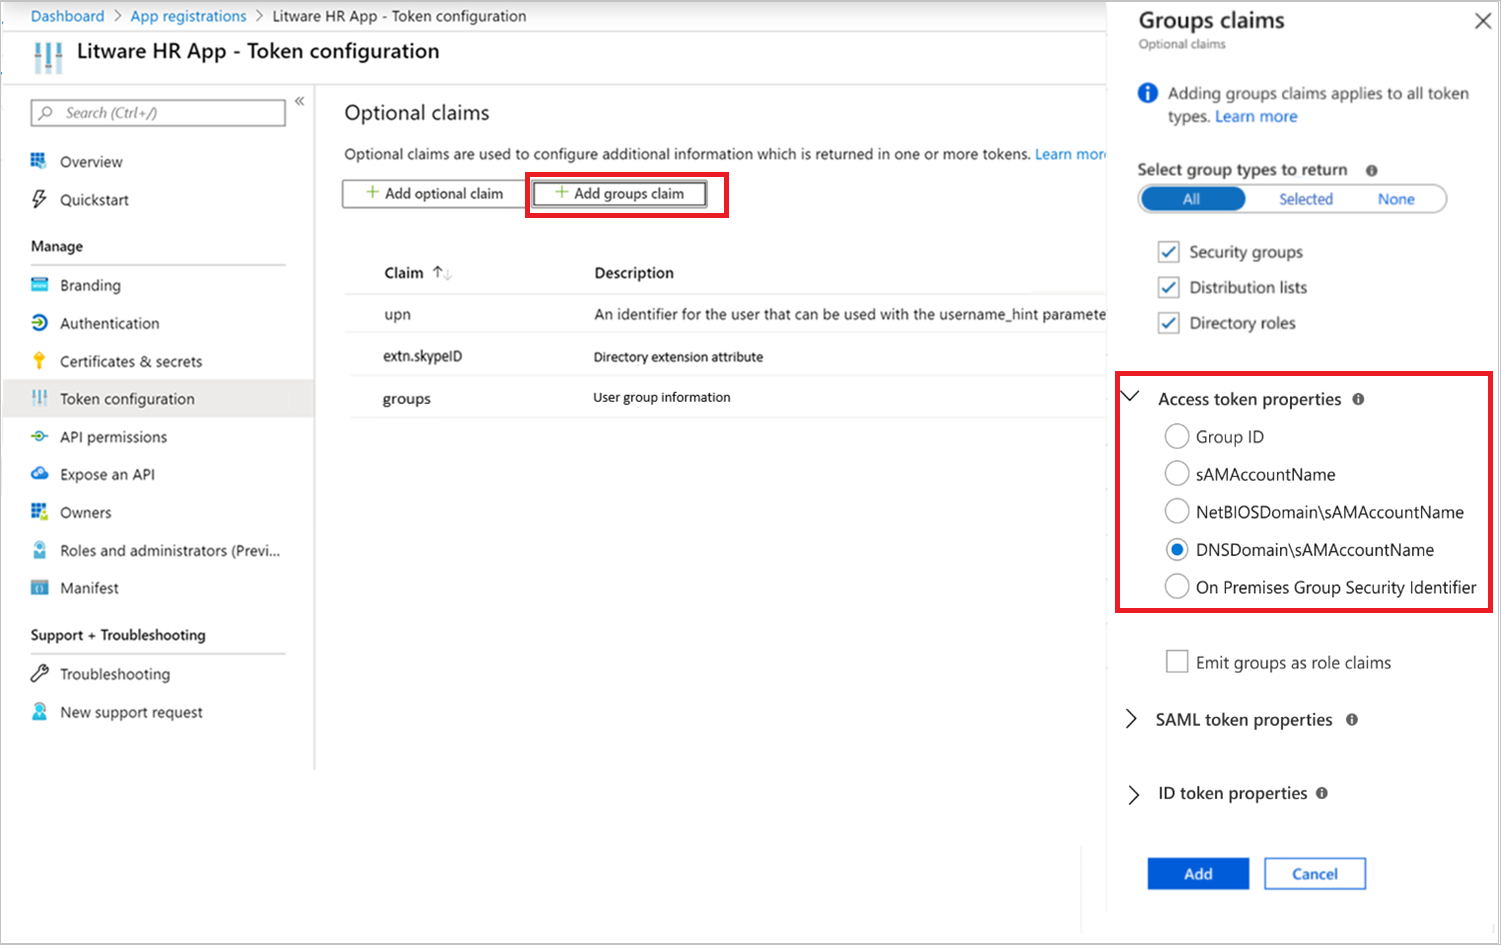 Dashboard > App registrations > Litware HR App - Token configuration
Litware HR App - Token configuration
Search (Ctrl+/)
«
Overview
Quickstart
Manage
Branding
Authentication
Certificates & secrets
Token configuration
API permissions
Expose an API
Owners
Roles and administrators (Previ...
Manifest
Support + Troubleshooting
Troubleshooting
New support request
Optional claims
Optional claims are used to configure additional information which is returned in one or more tokens. Learn more
+ Add optional claim
+ Add groups claim
Claim ↑↓ Description
upn An identifier for the user that can be used with the username_hint paramete
extn.skypeID Directory extension attribute
groups User group information
Groups claims
Optional claims
Adding groups claims applies to all token
types. Learn more
Select group types to return
All Selected None
Security groups
Distribution lists
Directory roles
Access token properties
Group ID
sAMAccountName
NetBIOSDomain\sAMAccountName
DNSDomain\sAMAccountName
On Premises Group Security Identifier
Emit groups as role claims
SAML token properties
ID token properties
Add Cancel